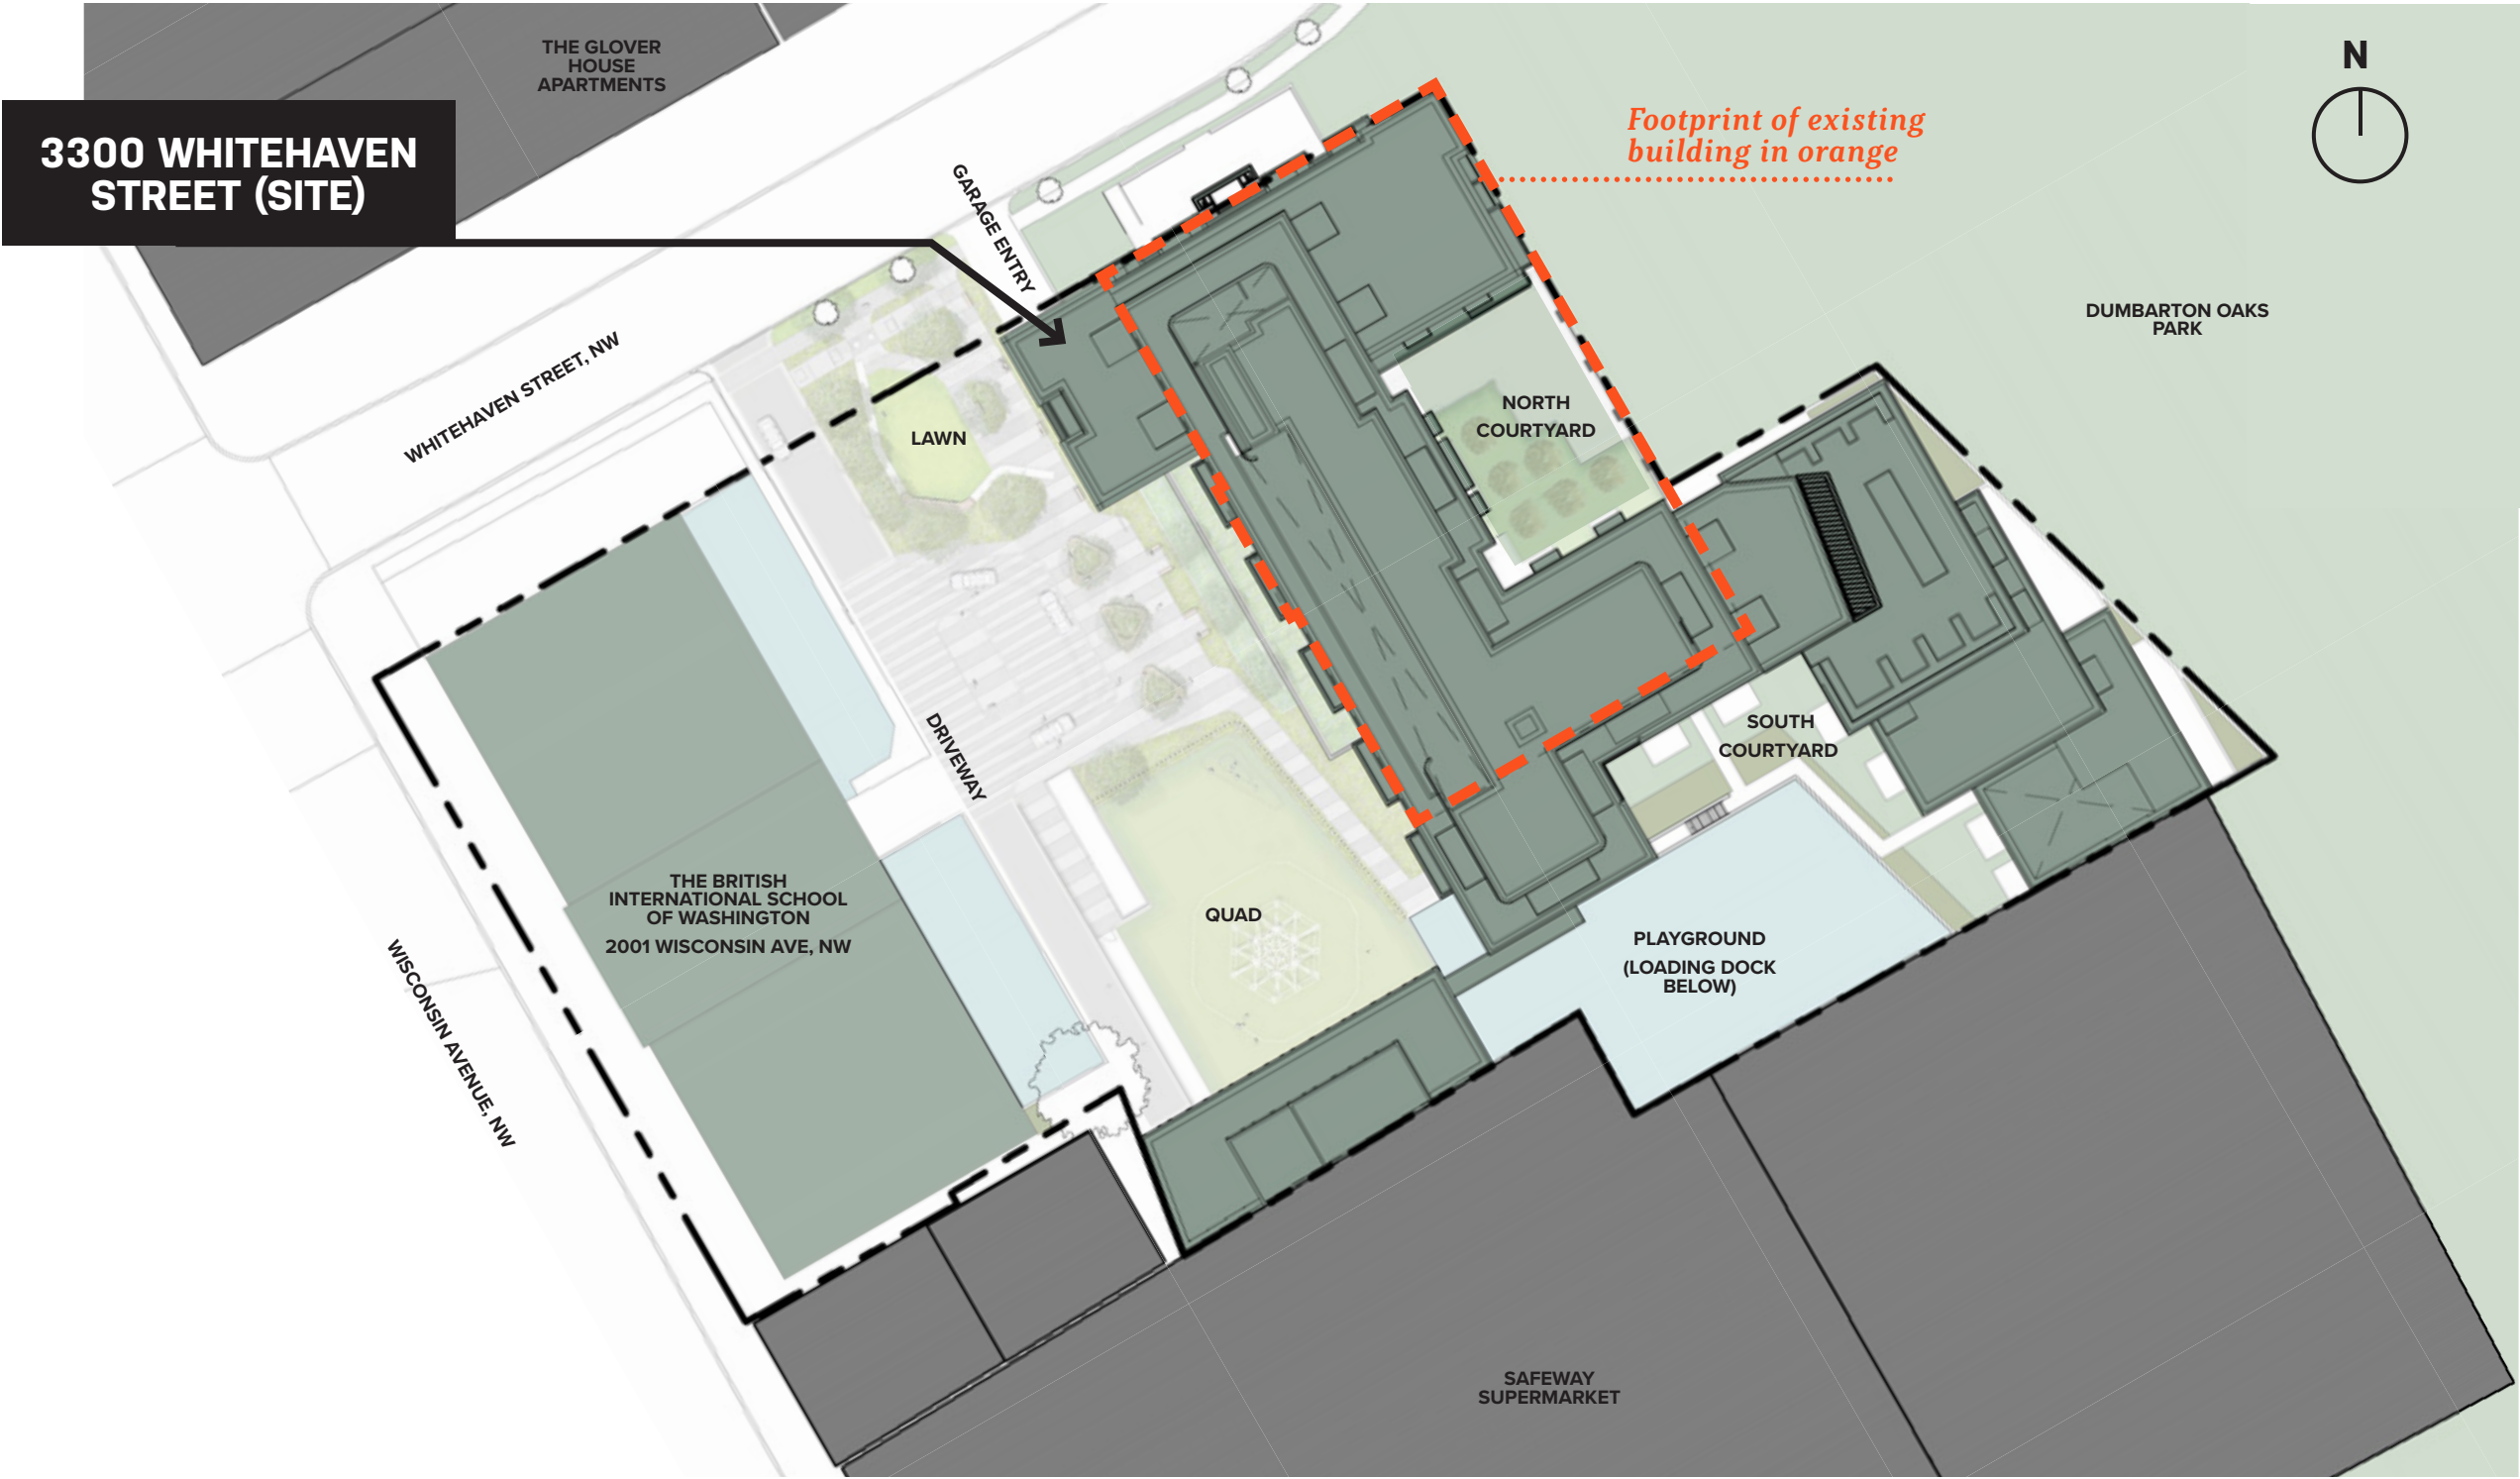 THE GLOVER
HOUSE
APARTMENTS
N
3300 WHITEHAVEN
STREET (SITE)
Footprint of existing
building in orange
GARAGE ENTRY
DUMBARTON OAKS
PARK
WHITEHAVEN STREET, NW
LAWN
NORTH
COURTYARD
DRIVEWAY
SOUTH
COURTYARD
THE BRITISH
INTERNATIONAL SCHOOL
OF WASHINGTON
2001 WISCONSIN AVE, NW
QUAD
PLAYGROUND
(LOADING DOCK
BELOW)
WISCONSIN AVENUE, NW
SAFEWAY
SUPERMARKET